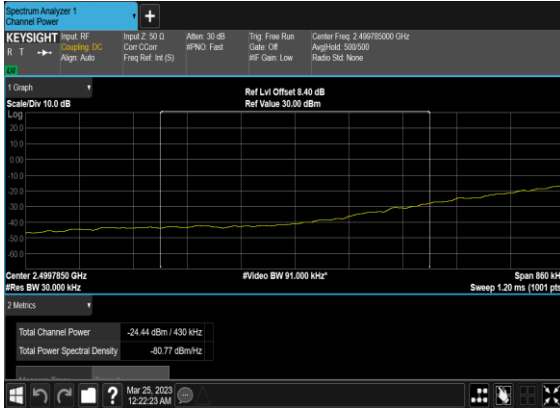 Spectrum Analyzer 1
Channel Power
+
KEYSIGHT Input: RF Input Z: 50 Ω Atten: 30 dB Trig: Free Run Center Freq: 2.499785000 GHz
R T Coupling: DC Corr CCorr #PNO: Fast Gate: Off Avg|Hold: 500/500
Align: Auto Freq Ref: Int (S) #IF Gain: Low Radio Std: None
1 Graph
Ref Lvl Offset 8.40 dB
Scale/Div 10.0 dB Ref Value 30.00 dBm
Log
20.0
10.0
0.00
-10.0
-20.0
-30.0
-40.0
-50.0
-60.0
Center 2.4997850 GHz #Video BW 91.000 kHz* Span 860 kH
#Res BW 30.000 kHz Sweep 1.20 ms (1001 pts
2 Metrics
Total Channel Power -24.44 dBm / 430 kHz
Total Power Spectral Density -80.77 dBm/Hz
? Mar 25, 2023
12:22:23 AM